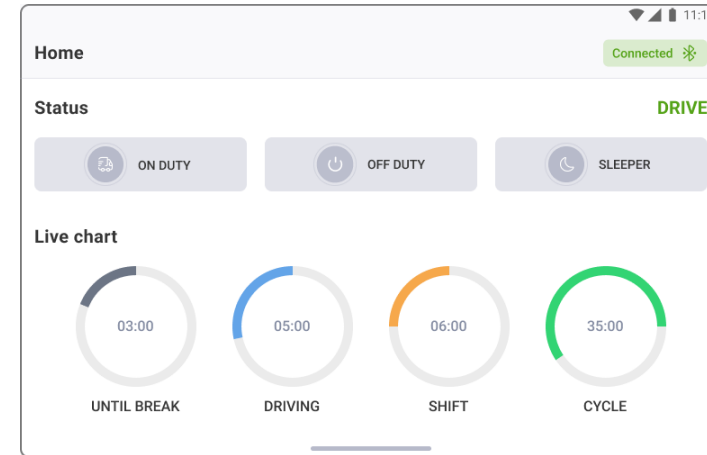 11:1
Home
Connected
Status
DRIVE
ON DUTY
OFF DUTY
SLEEPER
Live chart
03:00
05:00
06:00
35:00
UNTIL BREAK
DRIVING
SHIFT
CYCLE